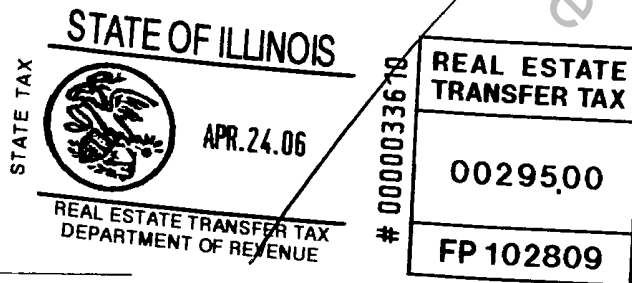 STATE OF ILLINOIS
STATE TAX
APR.24.06
REAL ESTATE TRANSFER TAX
DEPARTMENT OF REVENUE
REAL ESTATE
TRANSFER TAX
0029500
FP 102809